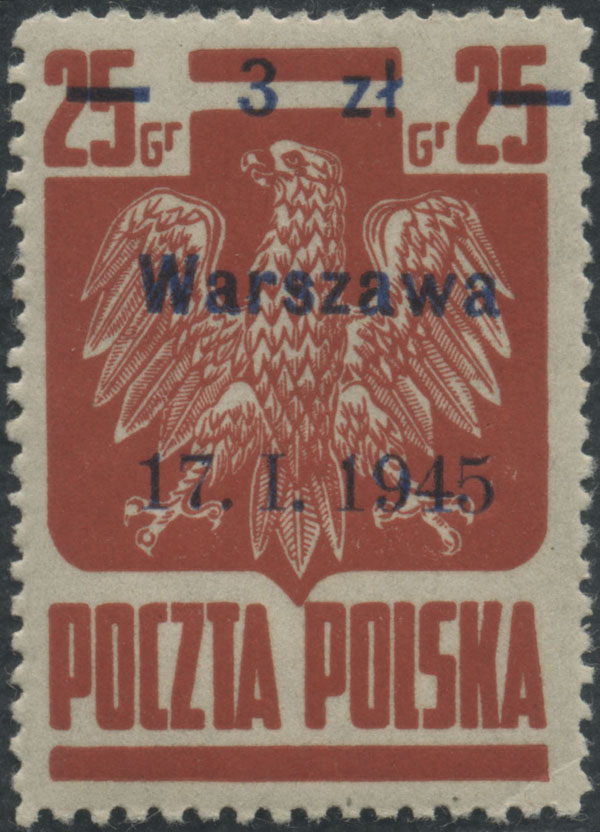 25 Gr 3 zł Gr 25
Warszawa
17. I. 1945
POCZTA POLSKA